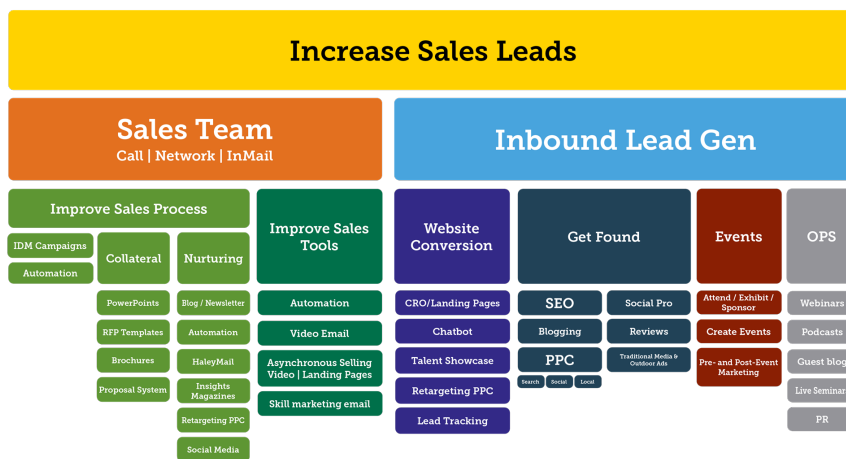 Increase Sales Leads
Sales Team
Call | Network | InMail
Inbound Lead Gen
Improve Sales Process
IDM Campaigns
Automation
Collateral
PowerPoints
RFP Templates
Brochures
Proposal System
Nurturing
Blog / Newsletter
Automation
HaleyMail
Insights
Magazines
Retargeting PPC
Social Media
Improve Sales
Tools
Automation
Video Email
Asynchronous Selling
Video | Landing Pages
Skill marketing email
Website
Conversion
CRO/Landing Pages
Chatbot
Talent Showcase
Retargeting PPC
Lead Tracking
Get Found
SEO
Blogging
PPC
Search
Social
Local
Social Pro
Reviews
Traditional Media &
Outdoor Ads
Events
Attend / Exhibit /
Sponsor
Create Events
Pre- and Post-Event
Marketing
OPS
Webinars
Podcasts
Guest blog
Live Seminar
PR